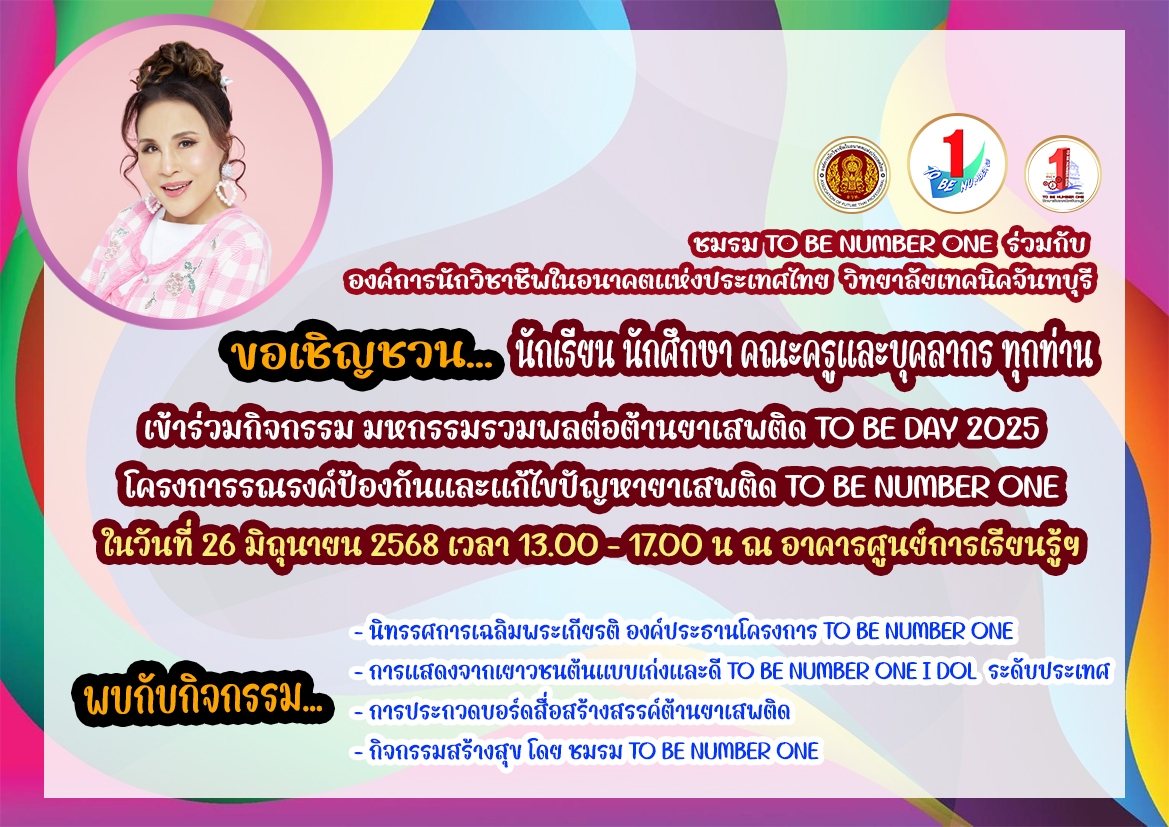 1
TO BE NUMBER ONE
1
TO BE NUMBER ONE
ชมรม TO BE NUMBER ONE ร่วมกับ
องค์การนักวิชาชีพในอนาคตแห่งประเทศไทย วิทยาลัยเทคนิคจันทบุรี
ขอเชิญชวน... นักเรียน นักศึกษา คณะครูและบุคลากร ทุกท่าน
เข้าร่วมกิจกรรม มหกรรมรวมพลต่อต้านยาเสพติด TO BE DAY 2025
โครงการรณรงค์ป้องกันและแก้ไขปัญหายาเสพติด TO BE NUMBER ONE
ในวันที่ 26 มิถุนายน 2568 เวลา 13.00 - 17.00 น ณ อาคารศูนย์การเรียนรู้ฯ
พบกับกิจกรรม...
- นิทรรศการเฉลิมพระเกียรติ องค์ประธานโครงการ TO BE NUMBER ONE
- การแสดงจากเยาวชนต้นแบบเก่งและดี TO BE NUMBER ONE I DOL ระดับประเทศ
- การประกวดบอร์ดสื่อสร้างสรรค์ต้านยาเสพติด
- กิจกรรมสร้างสุข โดย ชมรม TO BE NUMBER ONE